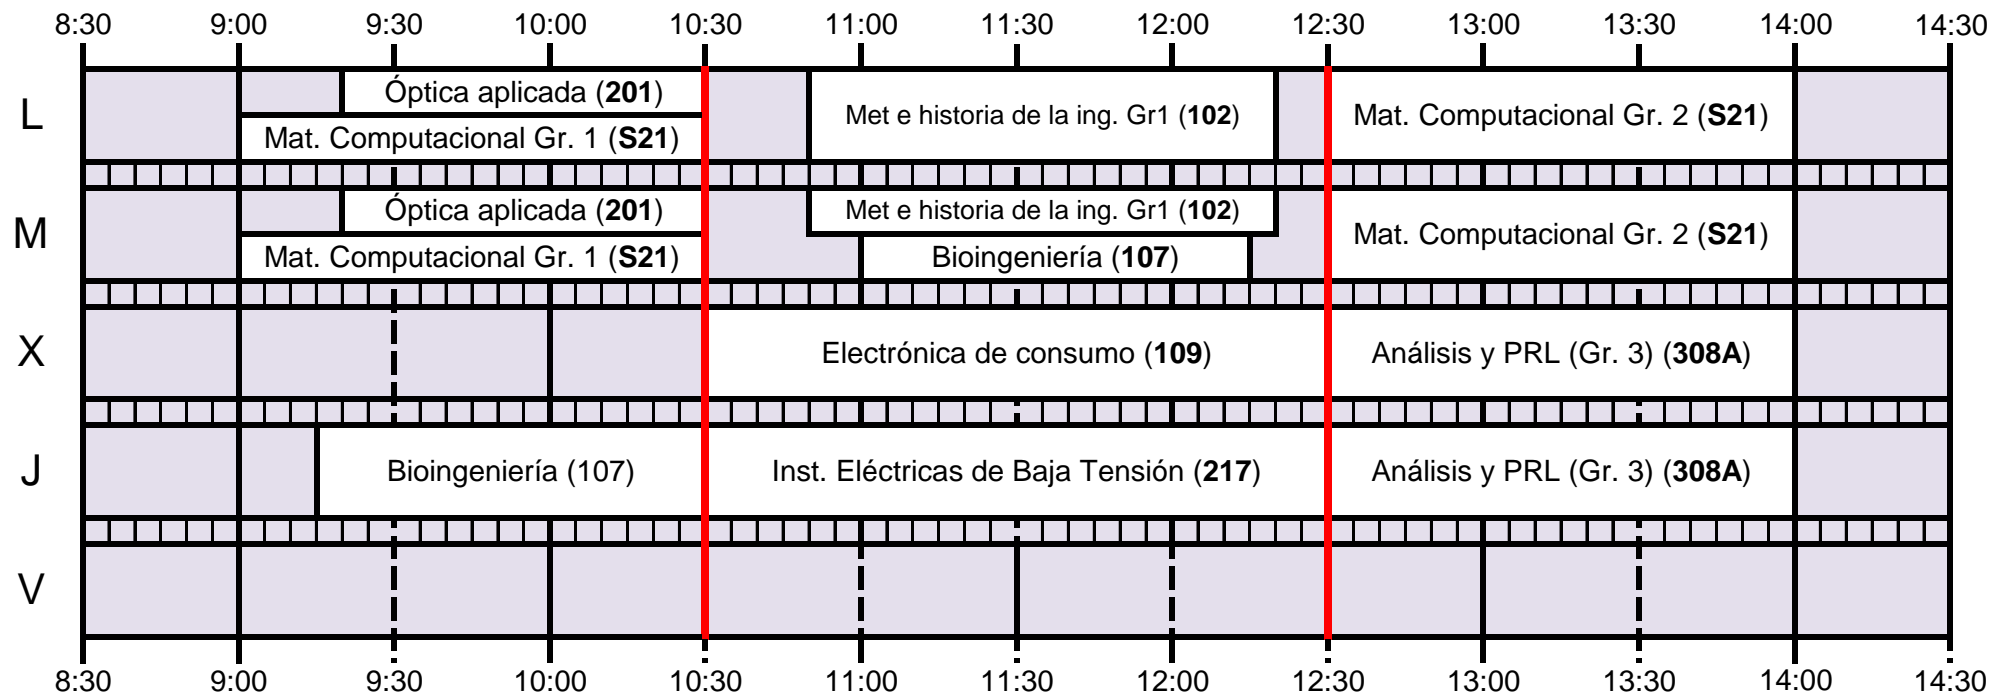 8:30 9:00 9:30 10:00 10:30 11:00 11:30 12:00 12:30 13:00 13:30 14:00 14:30
L
Óptica aplicada (201)
Mat. Computacional Gr. 1 (S21)
Met e historia de la ing. Gr1 (102)
Mat. Computacional Gr. 2 (S21)
M
Óptica aplicada (201)
Mat. Computacional Gr. 1 (S21)
Met e historia de la ing. Gr1 (102)
Bioingeniería (107)
Mat. Computacional Gr. 2 (S21)
X
Electrónica de consumo (109)
Análisis y PRL (Gr. 3) (308A)
J
Bioingeniería (107)
Inst. Eléctricas de Baja Tensión (217)
Análisis y PRL (Gr. 3) (308A)
V
8:30 9:00 9:30 10:00 10:30 11:00 11:30 12:00 12:30 13:00 13:30 14:00 14:30